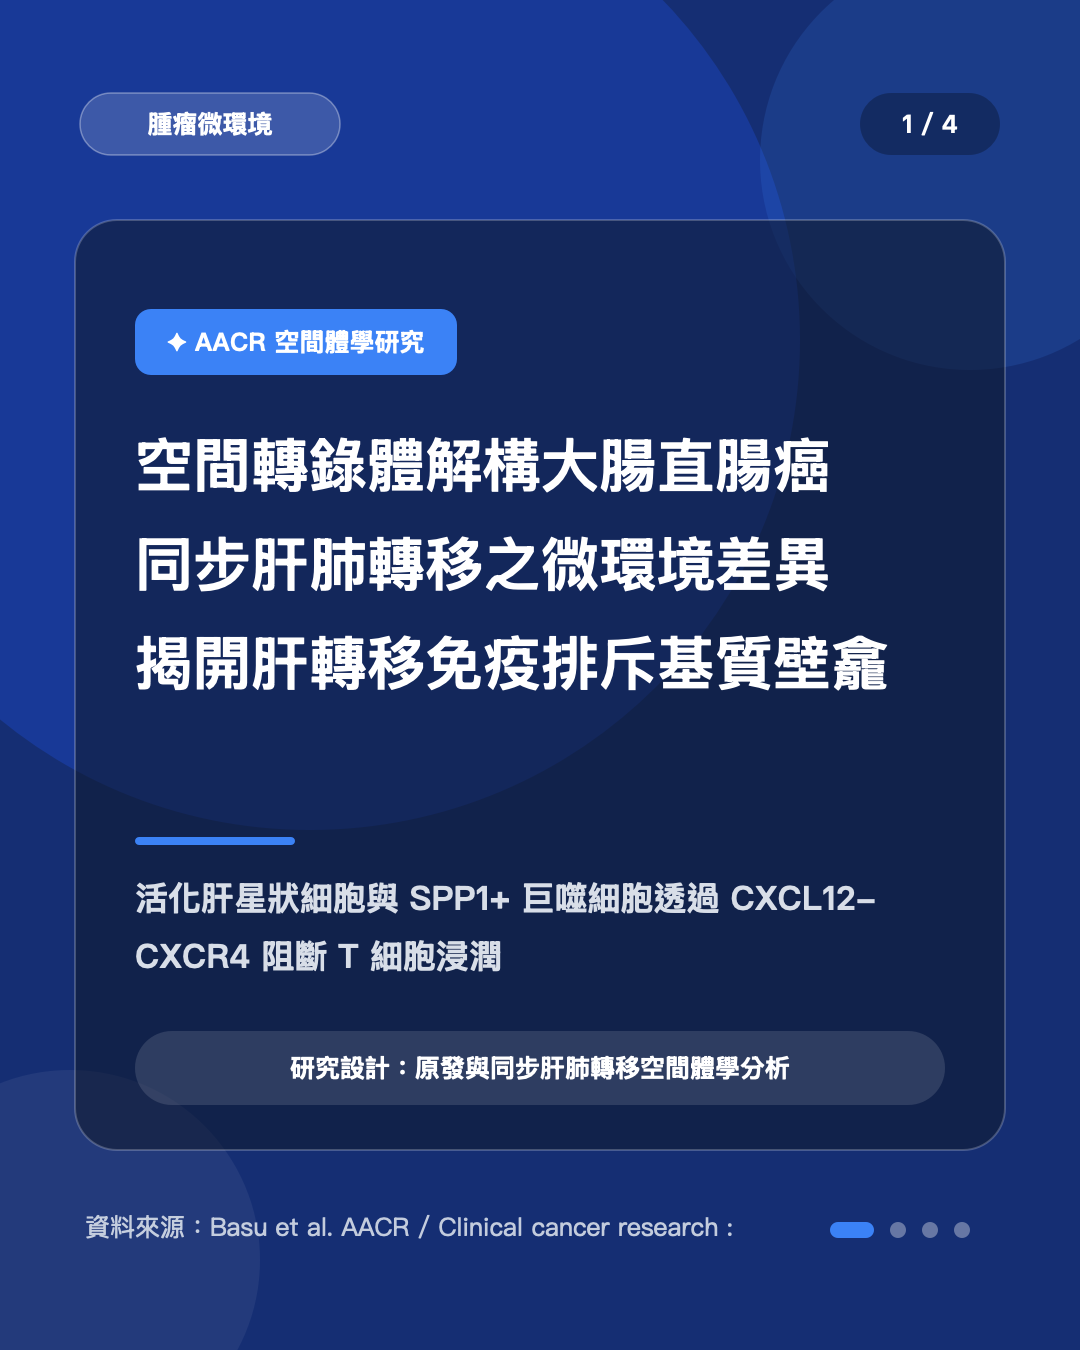 腫瘤微環境
1 / 4
✦ AACR 空間體學研究
空間轉錄體解構大腸直腸癌
同步肝肺轉移之微環境差異
揭開肝轉移免疫排斥基質壁龕
活化肝星狀細胞與 SPP1+ 巨噬細胞透過 CXCL12–
CXCR4 阻斷 T 細胞浸潤
研究設計：原發與同步肝肺轉移空間體學分析
資料來源：Basu et al. AACR / Clinical cancer research :